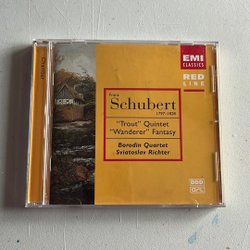 EMI
CLASSICS
RED
LINE
Franz
Schubert
1797-1828
"Trout" Quintet
"Wanderer" Fantasy
Borodin Quartet
Sviatoslav Richter
DDD